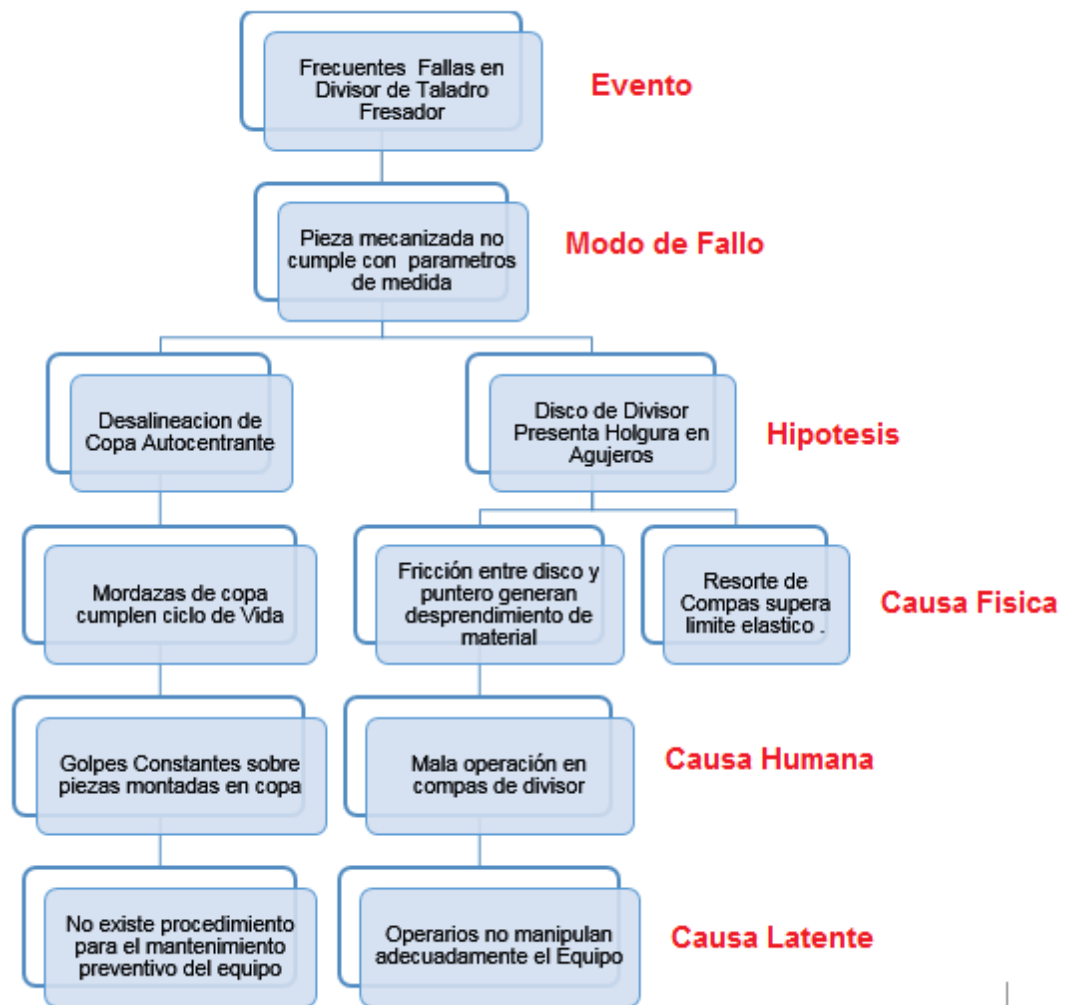 Frecuentes Fallas en
Divisor de Taladro
Fresador
Evento
Pieza mecanizada no
cumple con parametros
de medida
Modo de Fallo
Desalineacion de
Copa Autocentrante
Disco de Divisor
Presenta Holgura en
Agujeros
Hipotesis
Mordazas de copa
cumplen ciclo de Vida
Fricción entre disco y
puntero generan
desprendimiento de
material
Resorte de
Compas supera
limite elastico .
Causa Fisica
Golpes Constantes sobre
piezas montadas en copa
Mala operación en
compas de divisor
Causa Humana
No existe procedimiento
para el mantenimiento
preventivo del equipo
Operarios no manipulan
adecuadamente el Equipo
Causa Latente